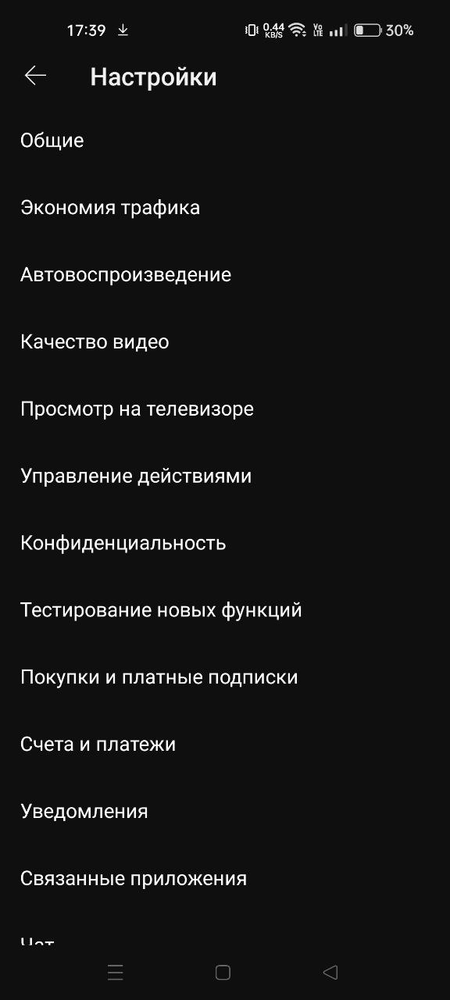 17:39 0.44 KB/S Vo LTE 30%
Настройки
Общие
Экономия трафика
Автовоспроизведение
Качество видео
Просмотр на телевизоре
Управление действиями
Конфиденциальность
Тестирование новых функций
Покупки и платные подписки
Счета и платежи
Уведомления
Связанные приложения
Чат